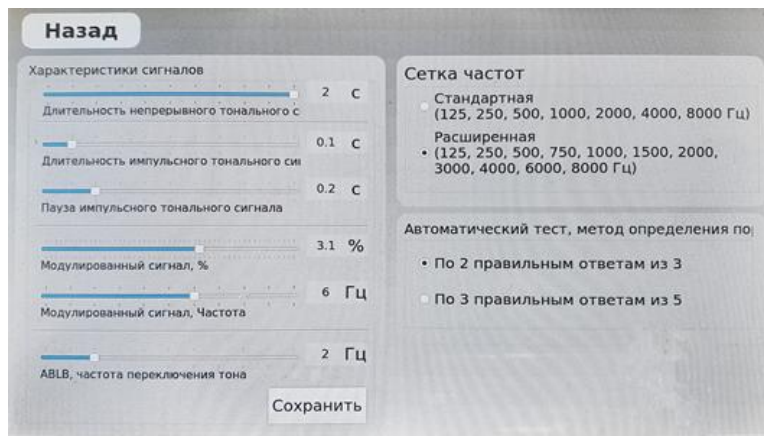 Назад
Характеристики сигналов
2 с
Длительность непрерывного тонального с
0.1 с
Длительность импульсного тонального си
0.2 с
Пауза импульсного тонального сигнала
3.1 %
Модулированный сигнал, %
6 Гц
Модулированный сигнал, Частота
2 Гц
ABLB, частота переключения тона
Сохранить
Сетка частот
Стандартная
(125, 250, 500, 1000, 2000, 4000, 8000 Гц)
Расширенная
(125, 250, 500, 750, 1000, 1500, 2000,
3000, 4000, 6000, 8000 Гц)
Автоматический тест, метод определения по
По 2 правильным ответам из 3
По 3 правильным ответам из 5